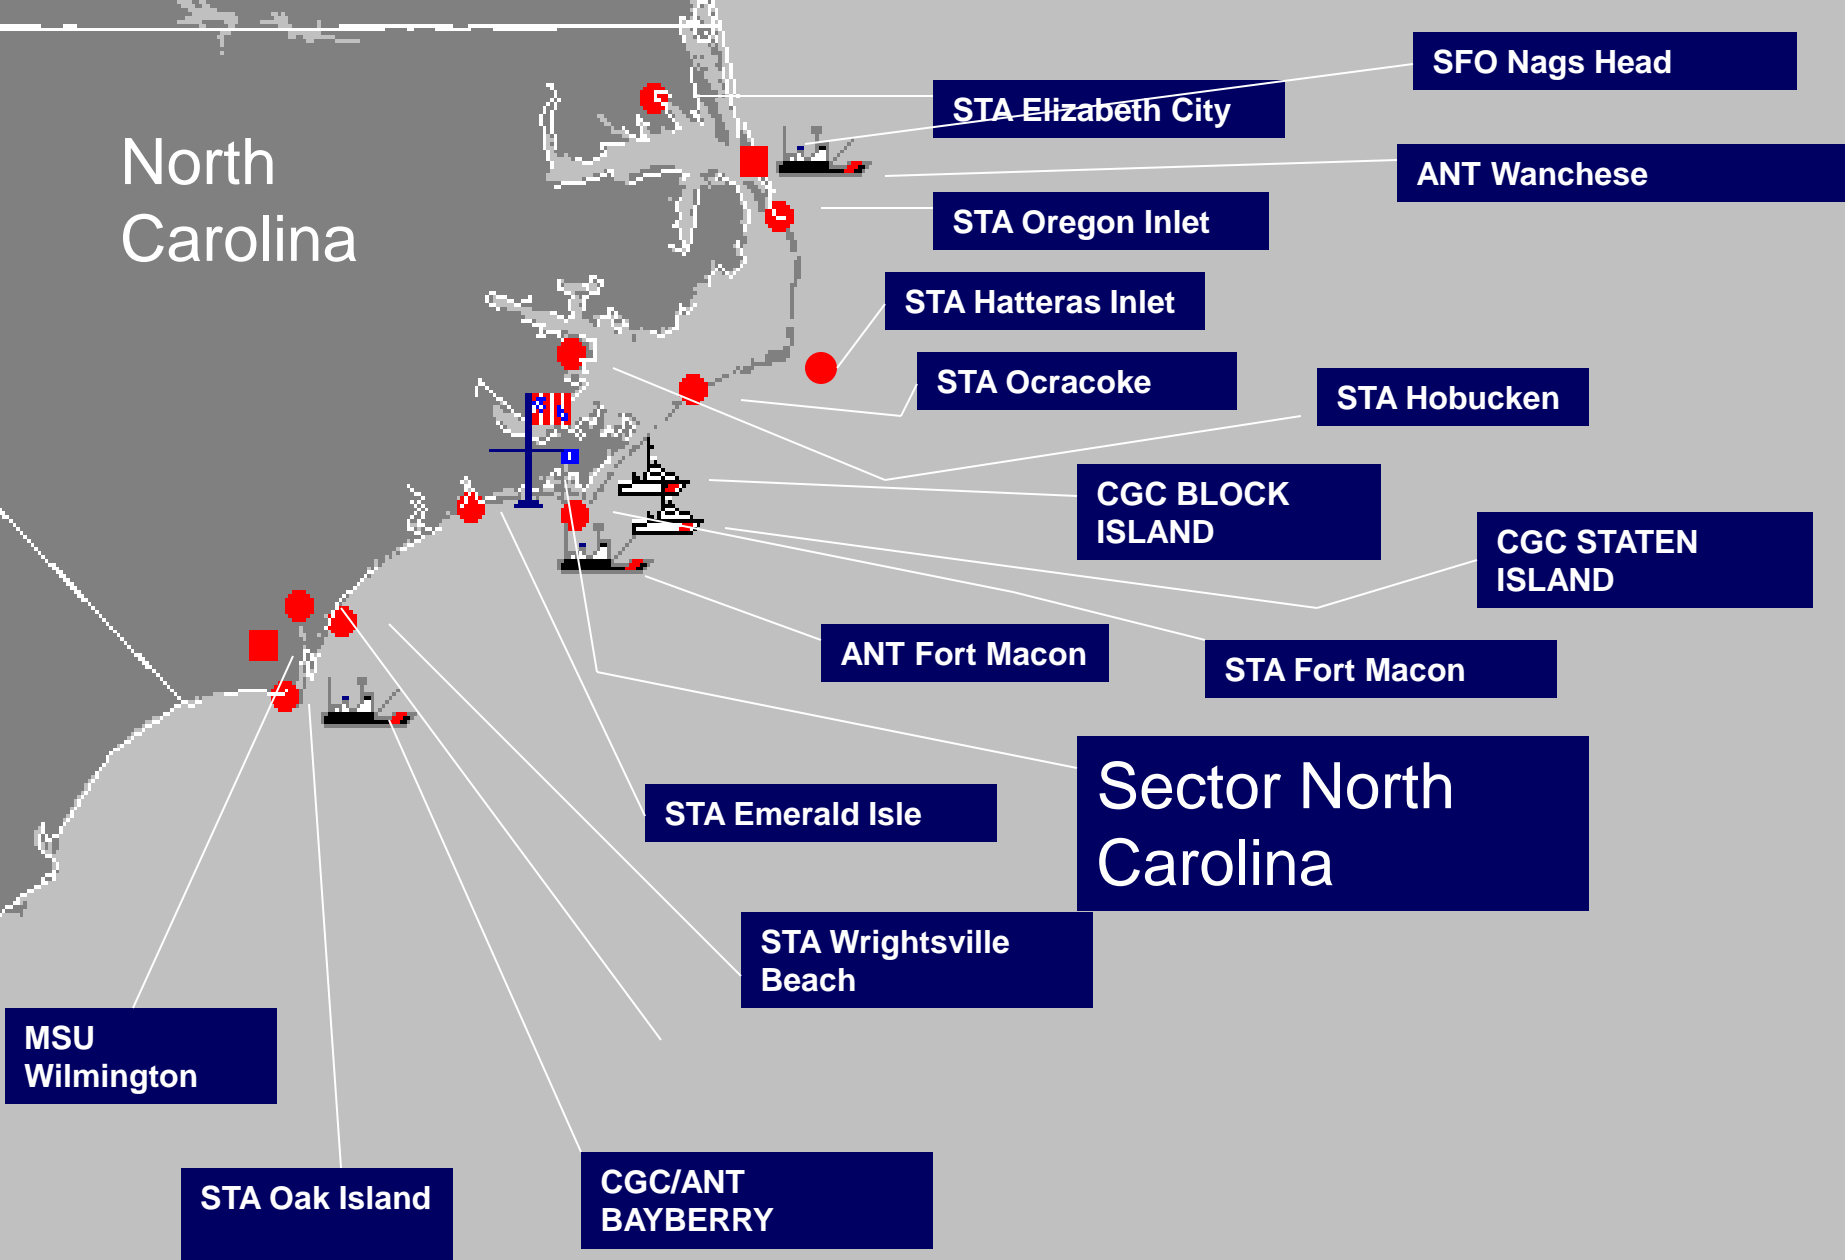 SFO Nags Head
STA Elizabeth City
North
Carolina
ANT Wanchese
STA Oregon Inlet
STA Hatteras Inlet
STA Ocracoke
STA Hobucken
CGC BLOCK
ISLAND
CGC STATEN
ISLAND
ANT Fort Macon
STA Fort Macon
Sector North
Carolina
STA Emerald Isle
STA Wrightsville
Beach
MSU
Wilmington
STA Oak Island
CGC/ANT
BAYBERRY